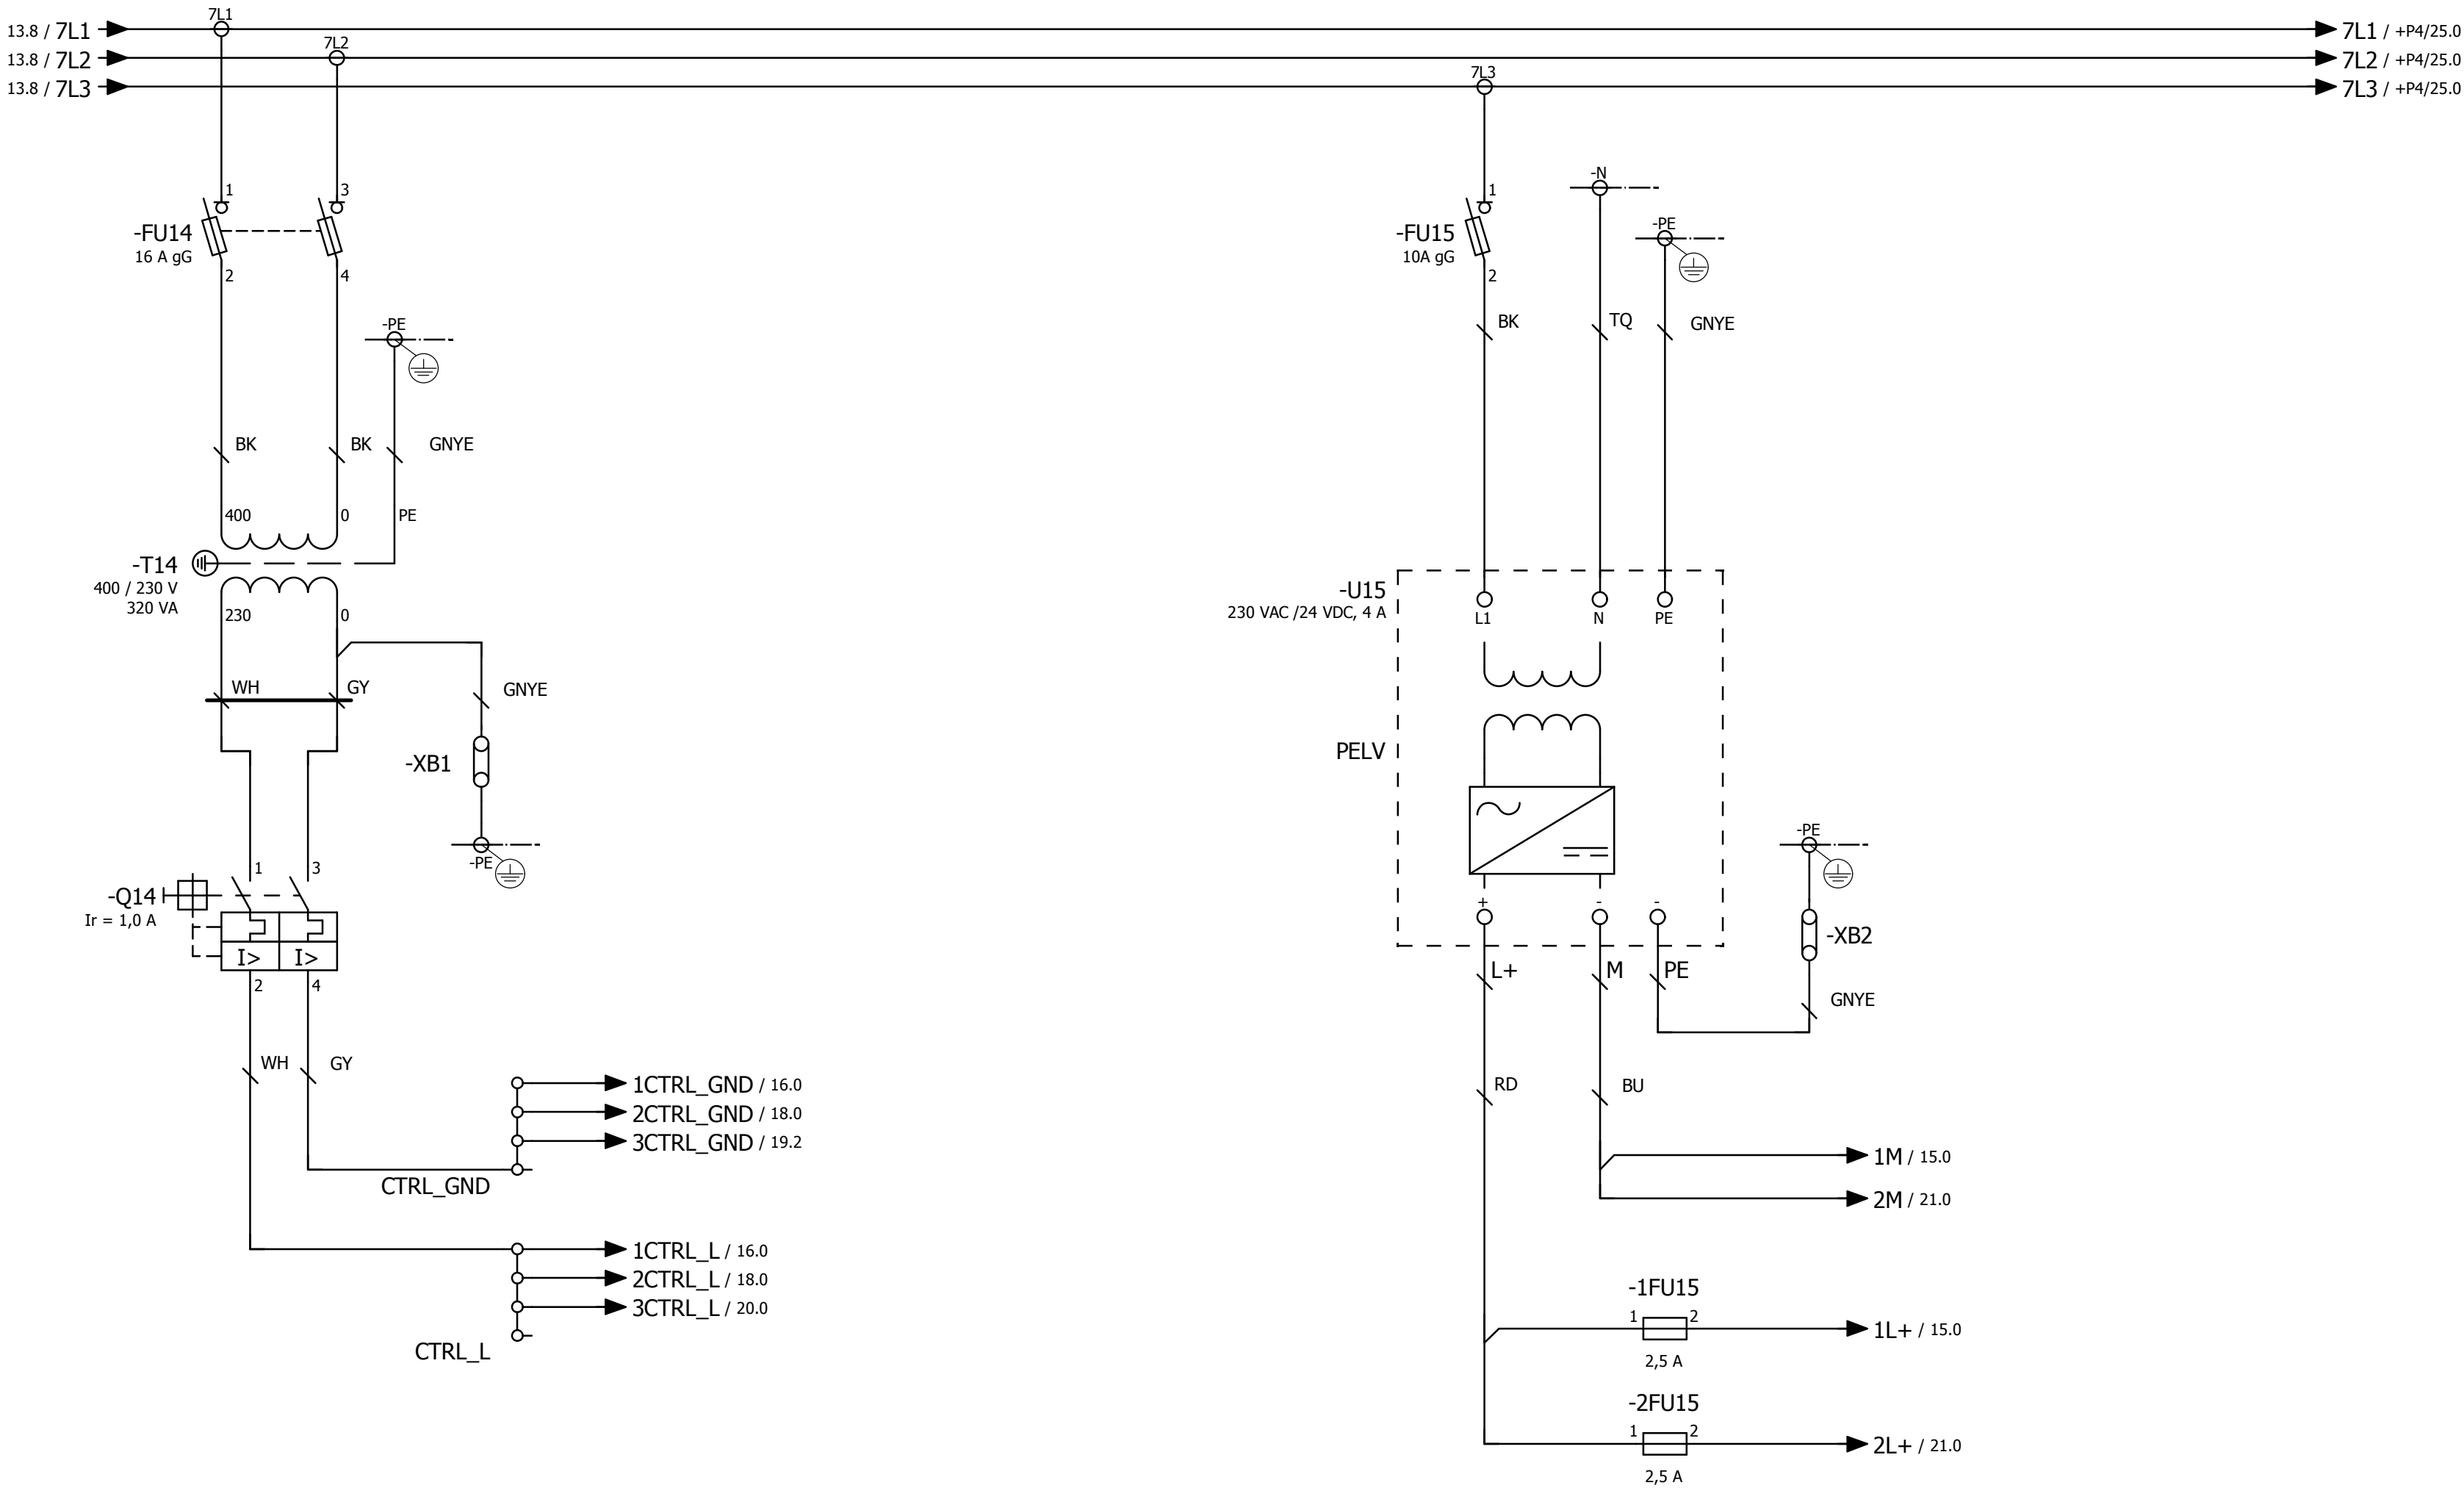 7L1
7L2
13.8 / 7L1
7L1 / +P4/25.0
13.8 / 7L2
7L2 / +P4/25.0
7L3
13.8 / 7L3
7L3 / +P4/25.0
1
3
-FU14
16 A gG
2
4
-PE
BK
BK
GNYE
400
0
PE
-T14
400 / 230 V
320 VA
230
0
WH
GY
GNYE
-XB1
-PE
1
3
-Q14
Ir = 1,0 A
I>
I>
2
4
WH
GY
1CTRL_GND / 16.0
2CTRL_GND / 18.0
3CTRL_GND / 19.2
CTRL_GND
1CTRL_L / 16.0
2CTRL_L / 18.0
3CTRL_L / 20.0
CTRL_L
-N
1
-PE
-FU15
10A gG
2
BK
TQ
GNYE
-U15
230 VAC /24 VDC, 4 A
L1
N
PE
PELV
-PE
+
-
-
-XB2
L+
M
PE
GNYE
RD
BU
1M / 15.0
2M / 21.0
-1FU15
1
2
1L+ / 15.0
2,5 A
-2FU15
1
2
2L+ / 21.0
2,5 A